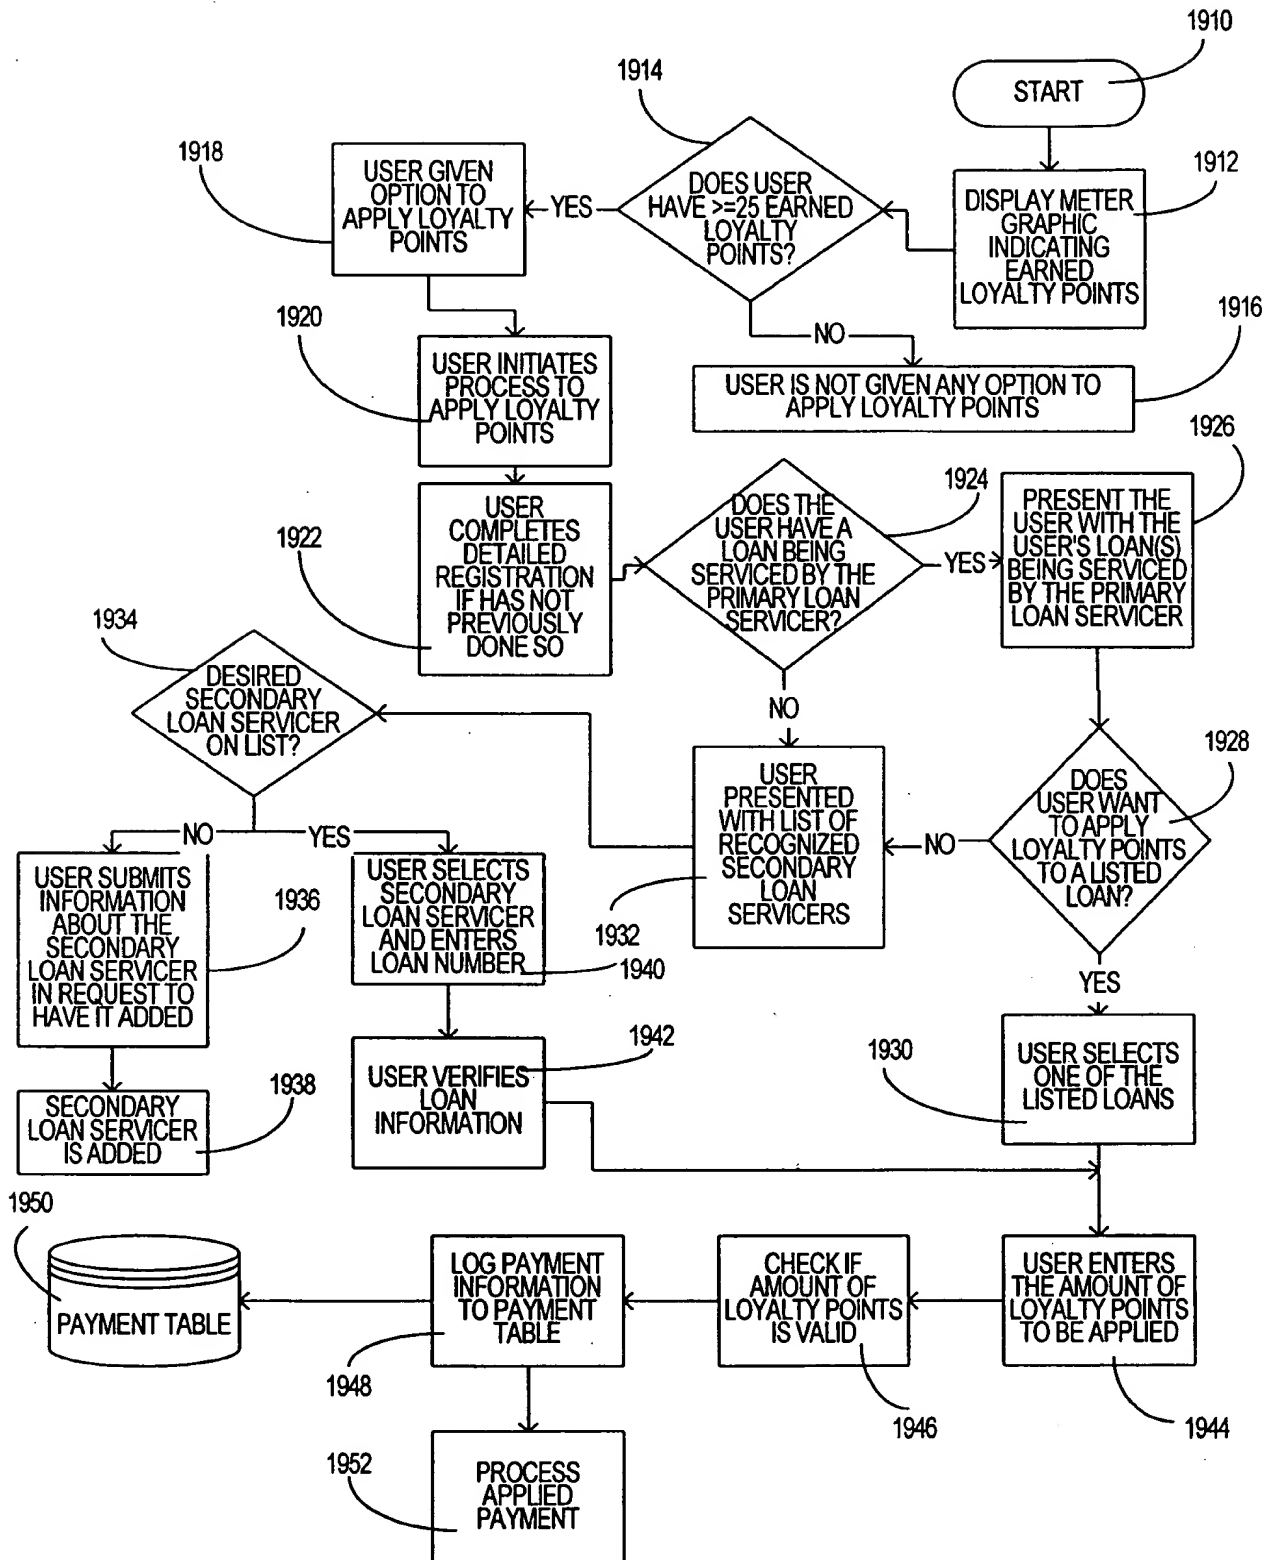 1910
START
1914
1918
USER GIVEN
OPTION TO
APPLY LOYALTY
POINTS
YES
DOES USER
HAVE >=25 EARNED
LOYALTY
POINTS?
1912
DISPLAY METER
GRAPHIC
INDICATING
EARNED
LOYALTY POINTS
1920
USER INITIATES
PROCESS TO
APPLY LOYALTY
POINTS
NO
1916
USER IS NOT GIVEN ANY OPTION TO
APPLY LOYALTY POINTS
1922
USER
COMPLETES
DETAILED
REGISTRATION
IF HAS NOT
PREVIOUSLY
DONE SO
1924
DOES THE
USER HAVE A
LOAN BEING
SERVICED BY THE
PRIMARY LOAN
SERVICER?
YES
1926
PRESENT THE
USER WITH THE
USER'S LOAN(S)
BEING SERVICED
BY THE PRIMARY
LOAN SERVICER
1934
DESIRED
SECONDARY
LOAN SERVICER
ON LIST?
NO
1928
DOES
USER WANT
TO APPLY
LOYALTY POINTS
TO A LISTED
LOAN?
NO
USER
PRESENTED
WITH LIST OF
RECOGNIZED
SECONDARY
LOAN
SERVICERS
1932
NO
YES
USER SUBMITS
INFORMATION
ABOUT THE
SECONDARY
LOAN SERVICER
IN REQUEST TO
HAVE IT ADDED
1936
USER SELECTS
SECONDARY
LOAN SERVICER
AND ENTERS
LOAN NUMBER
1940
YES
1938
SECONDARY
LOAN SERVICER
IS ADDED
1942
USER VERIFIES
LOAN
INFORMATION
1930
USER SELECTS
ONE OF THE
LISTED LOANS
1950
PAYMENT TABLE
LOG PAYMENT
INFORMATION
TO PAYMENT
TABLE
1948
CHECK IF
AMOUNT OF
LOYALTY POINTS
IS VALID
1946
USER ENTERS
THE AMOUNT OF
LOYALTY POINTS
TO BE APPLIED
1944
1952
PROCESS
APPLIED
PAYMENT